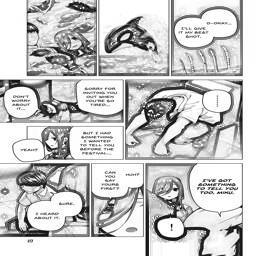 O-OKAY...
I'LL
GIVE
IT MY BEST
SHOT.
SORRY FOR
INVITING YOU
OUT WHEN
YOU'RE SO
TIRED...
DON'T
WORRY
ABOUT
IT...
BUT I HAD
SOMETHING
I WANTED
TO TELL
YOU BEFORE
THE
FESTIVAL...
YEAH?
I'VE GOT
SOMETHING
TO TELL YOU
TOO, MIKU.
!
HUH?
CAN
YOU
SAY
YOURS
FIRST?
SURE.
I HEARD
ABOUT IT.